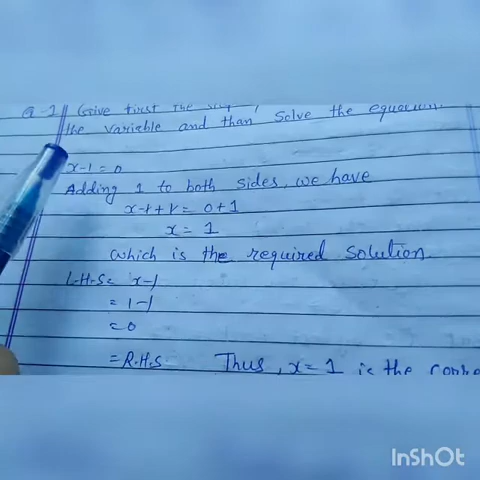 Q-1 Give first the step
the variable and than solve the equation
x-1=0
Adding 1 to both sides, we have
x-1+1= 0+1
x= 1
which is the required solution.
L.H.S= x-1
= 1-1
=0
=R.H.S Thus, x=1 is the
InShOt